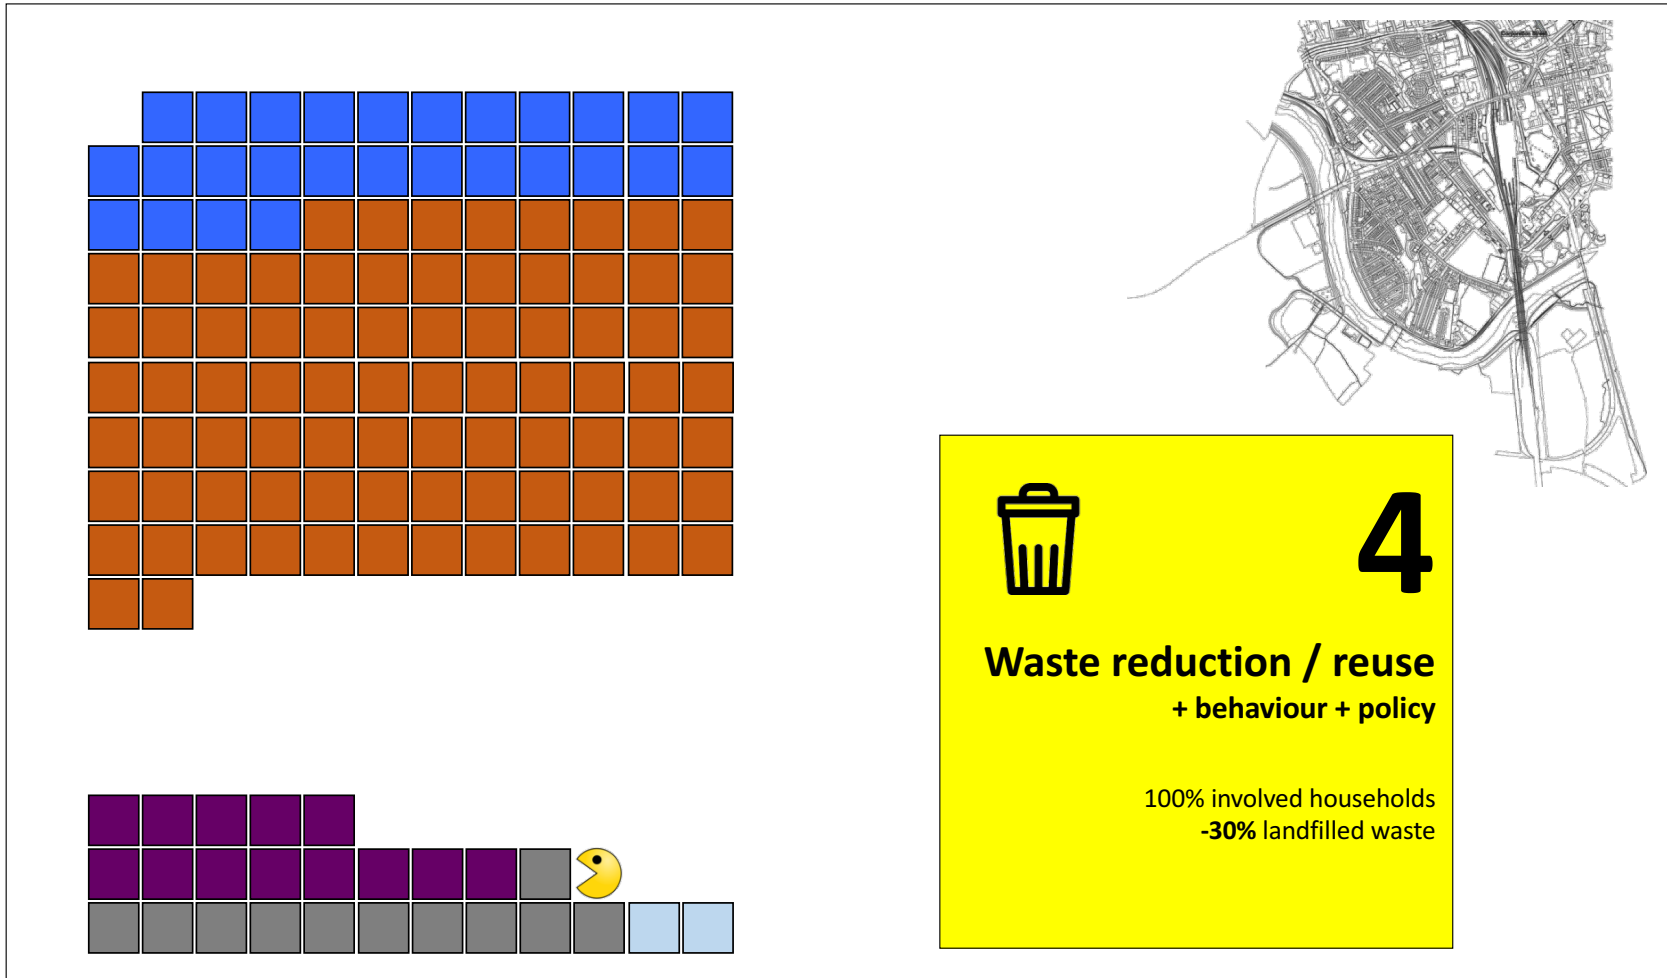 4
Waste reduction / reuse
+ behaviour + policy
100% involved households
-30% landfilled waste